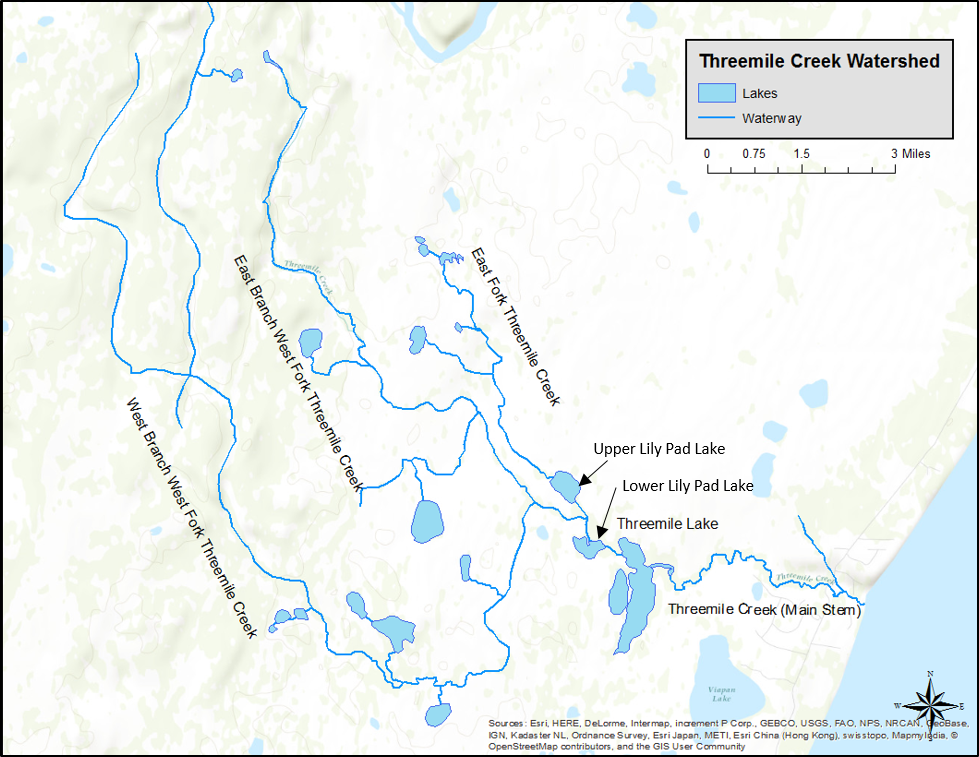 Threemile Creek Watershed
Lakes
Waterway
0 0.75 1.5 3 Miles
Threemile Creek
East Fork Threemile Creek
East Branch West Fork Threemile Creek
West Branch West Fork Threemile Creek
Upper Lily Pad Lake
Lower Lily Pad Lake
Threemile Lake
Threemile Creek
Threemile Creek (Main Stem)
Viapan
Lake
N
W E
S
Sources: Esri, HERE, DeLorme, Intermap, increment P Corp., GEBCO, USGS, FAO, NPS, NRCAN, GeoBase,
IGN, Kadaster NL, Ordnance Survey, Esri Japan, METI, Esri China (Hong Kong), swisstopo, MapmyIndia, ©
OpenStreetMap contributors, and the GIS User Community